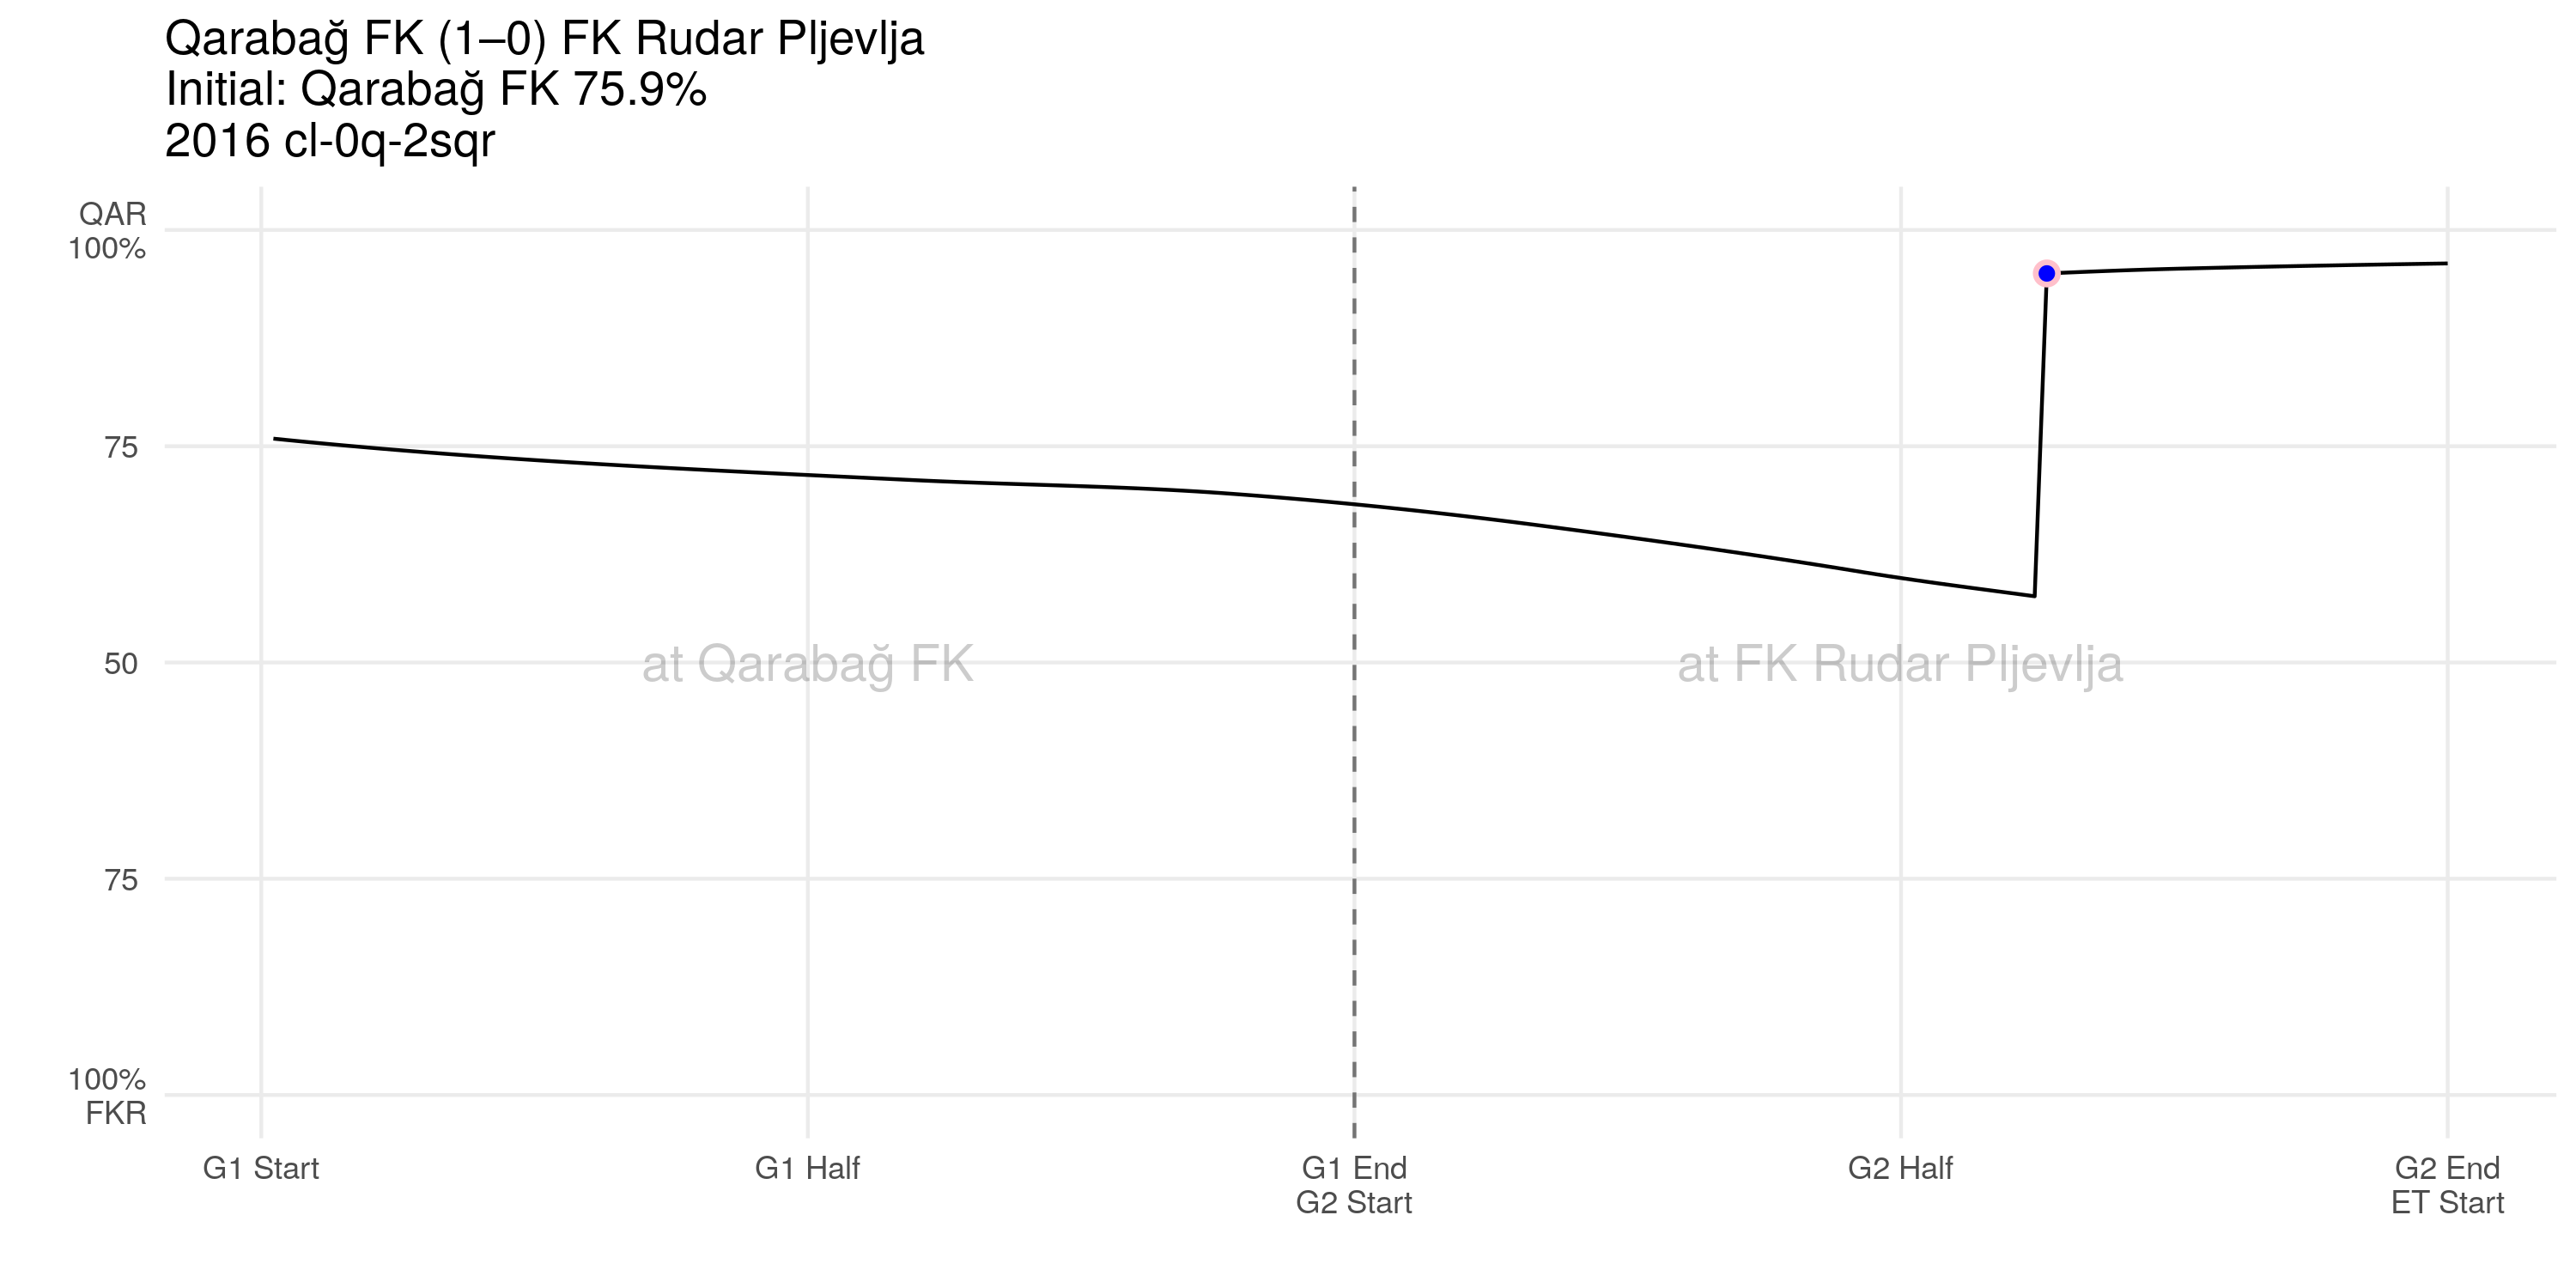 Qarabağ FK (1–0) FK Rudar Pljevlja
Initial: Qarabağ FK 75.9%
2016 cl-0q-2sqr
QAR
100%
75
50
75
100%
FKR
at Qarabağ FK
at FK Rudar Pljevlja
G1 Start
G1 Half
G1 End
G2 Start
G2 Half
G2 End
ET Start